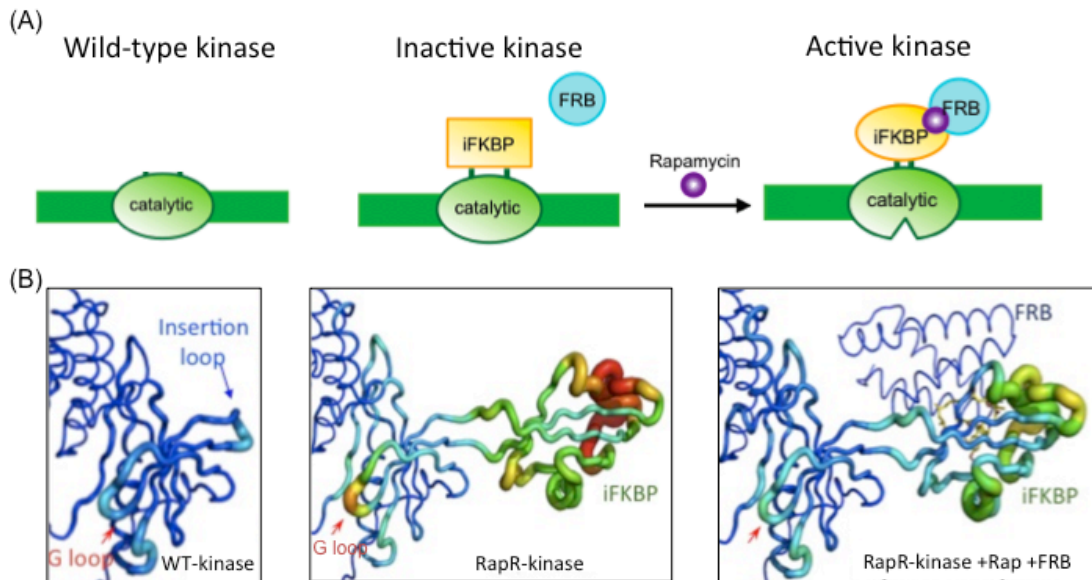 (A)
Wild-type kinase
Inactive kinase
Active kinase
FRB
iFKBP
Rapamycin
catalytic
catalytic
FRB
iFKBP
catalytic
(B)
Insertion
loop
G loop
WT-kinase
iFKBP
G loop
RapR-kinase
FRB
iFKBP
RapR-kinase +Rap +FRB